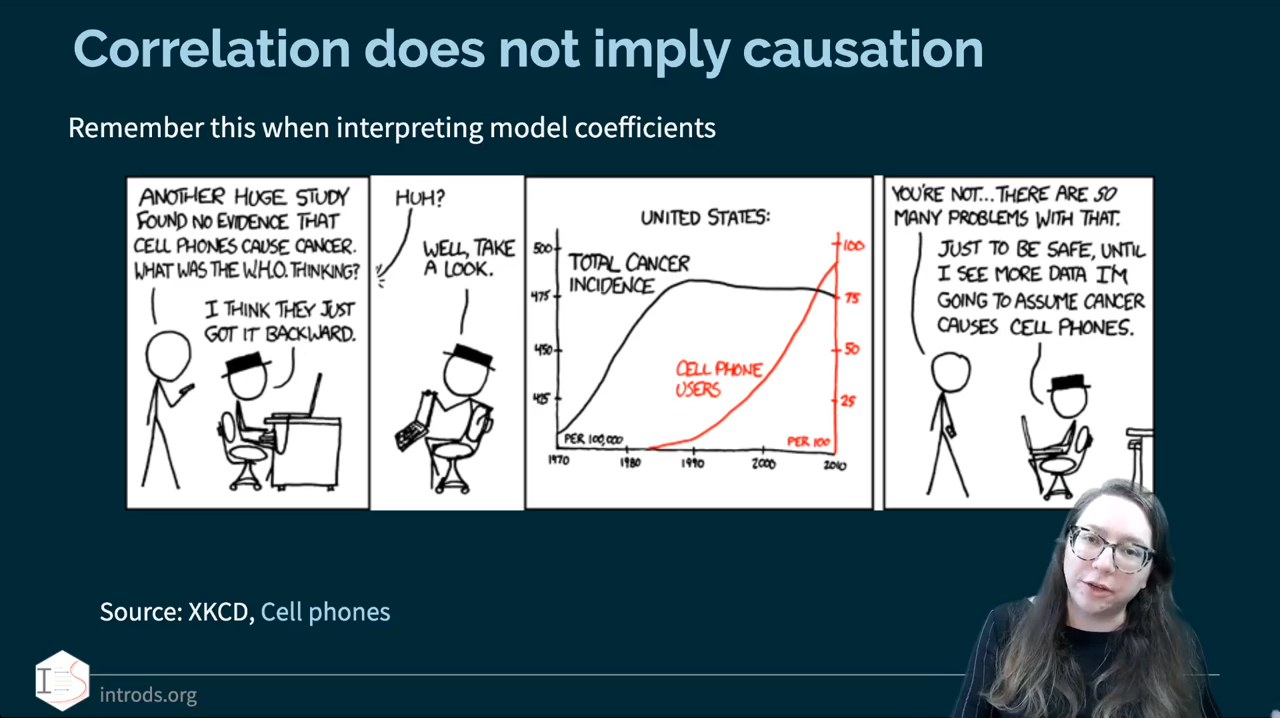 Correlation does not imply causation
Remember this when interpreting model coefficients
ANOTHER HUGE STUDY
FOUND NO EVIDENCE THAT
CELL PHONES CAUSE CANCER.
WHAT WAS THE W.H.O. THINKING?
I THINK THEY JUST
GOT IT BACKWARD.
HUH?
WELL, TAKE
A LOOK.
UNITED STATES:
500
475
450
425
TOTAL CANCER
INCIDENCE
CELL PHONE
USERS
100
75
50
25
PER 100,000
PER 100
1970
1980
1990
2000
2010
YOU'RE NOT... THERE ARE SO
MANY PROBLEMS WITH THAT.
JUST TO BE SAFE, UNTIL
I SEE MORE DATA I'M
GOING TO ASSUME CANCER
CAUSES CELL PHONES.
Source: XKCD, Cell phones
introds.org